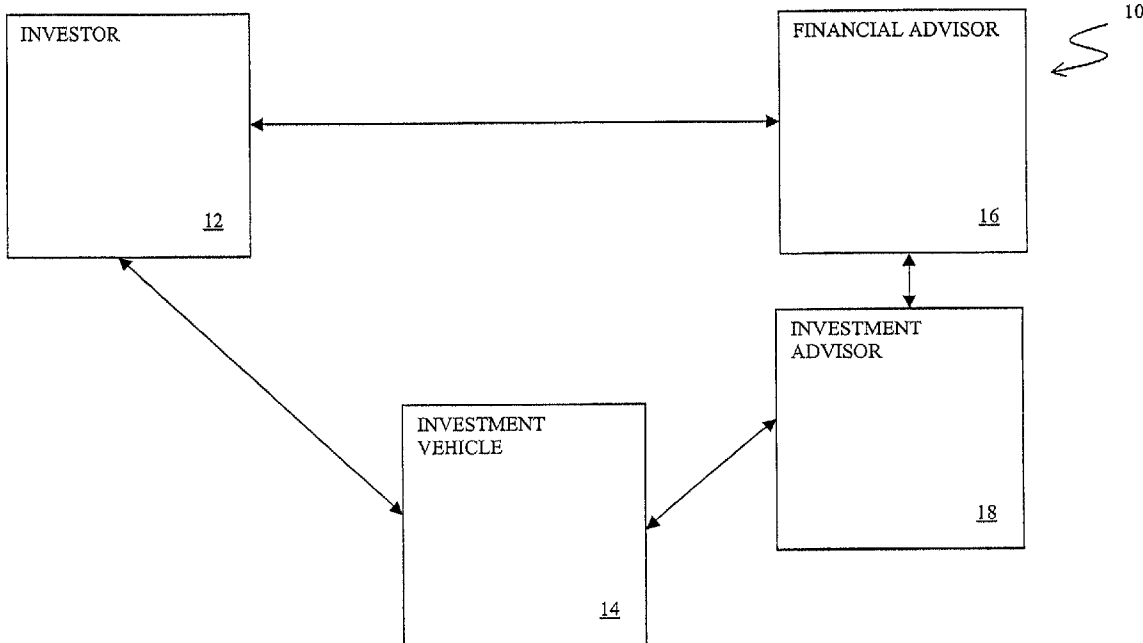 INVESTOR
12
FINANCIAL ADVISOR
16
10
INVESTMENT
ADVISOR
18
INVESTMENT
VEHICLE
14